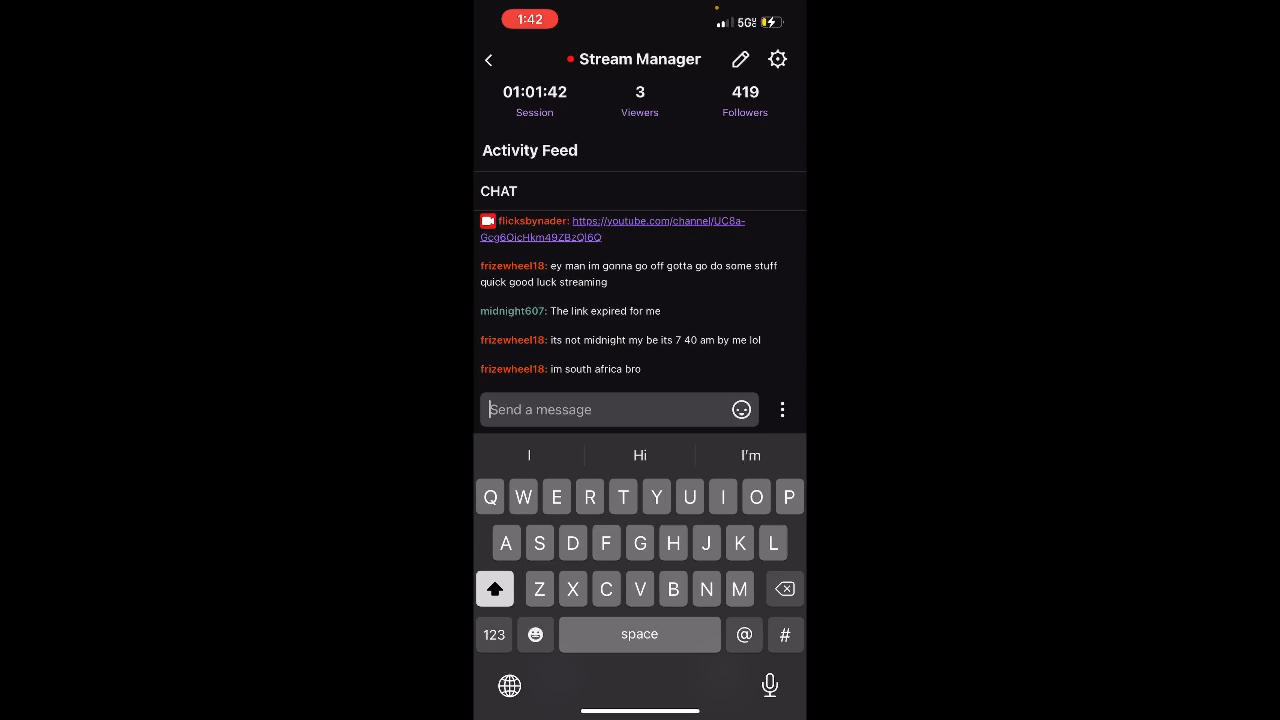 1:42
5G
Stream Manager
01:01:42
3
419
Session
Viewers
Followers
Activity Feed
CHAT
flicksbynader: https://youtube.com/channel/UC8a-
Gcg6OicHkm49ZBzQl6Q
frizewheel18: ey man im gonna go off gotta go do some stuff
quick good luck streaming
midnight607: The link expired for me
frizewheel18: its not midnight my be its 7 40 am by me lol
frizewheel18: im south africa bro
Send a message
I Hi I'm
Q W E R T Y U I O P
A S D F G H J K L
Z X C V B N M
123 space @ #